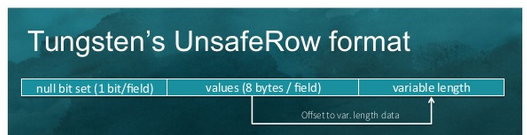 Tungsten's UnsafeRow format
null bit set (1 bit/field) values (8 bytes / field) variable length
Offset to var. length data